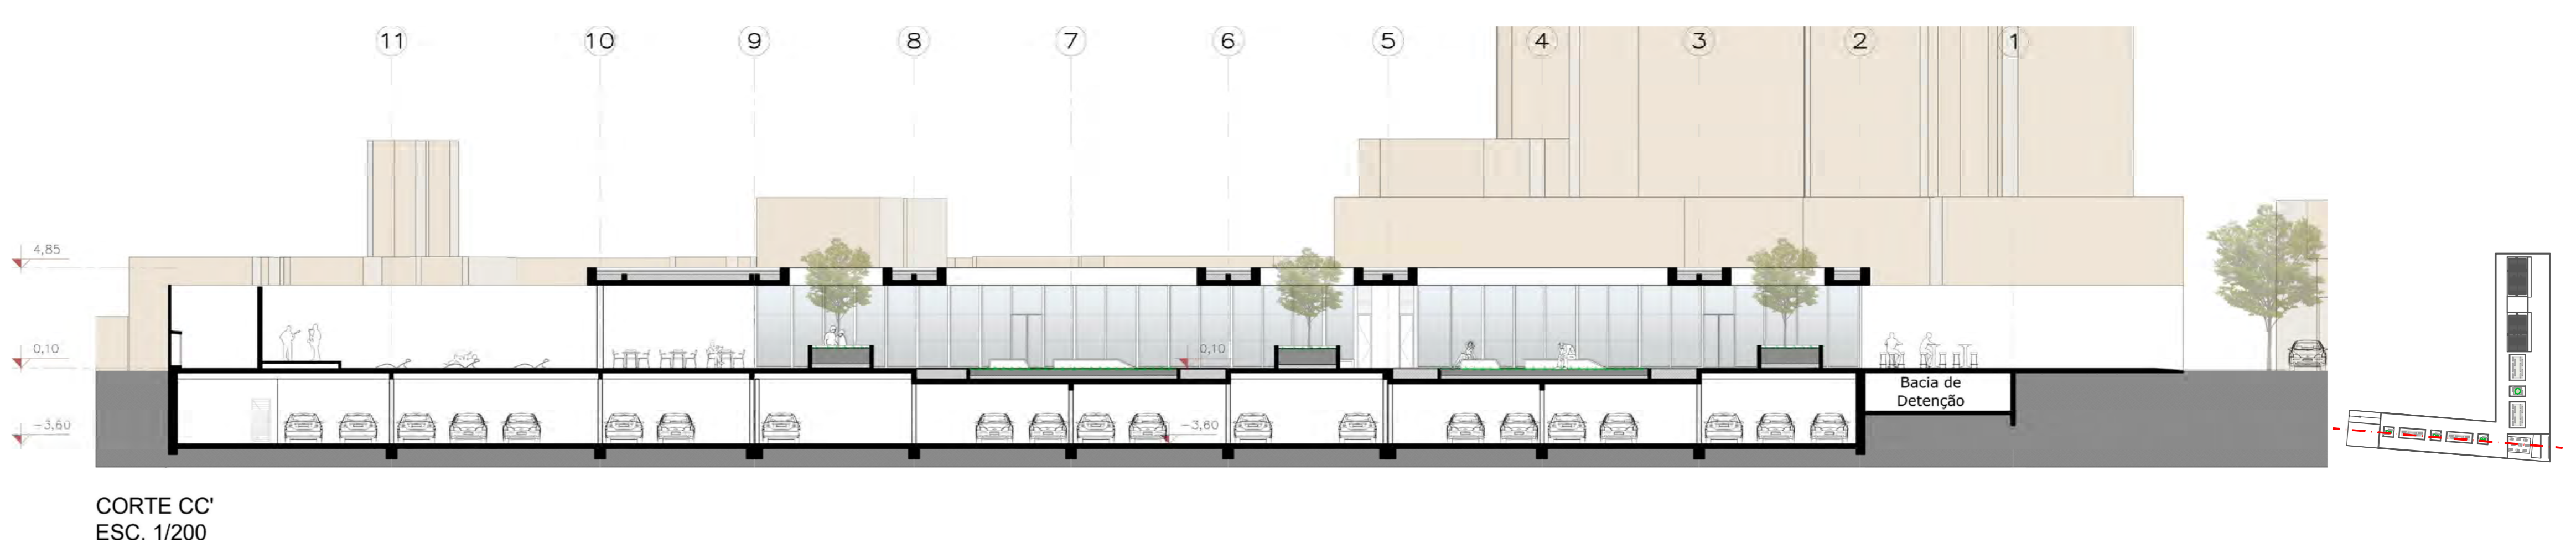 11 10 9 8 7 6 5 4 3 2 1
4,85
0,10
0,10
Bacia de
Detenção
-3,60
-3,60
CORTE CC'
ESC. 1/200